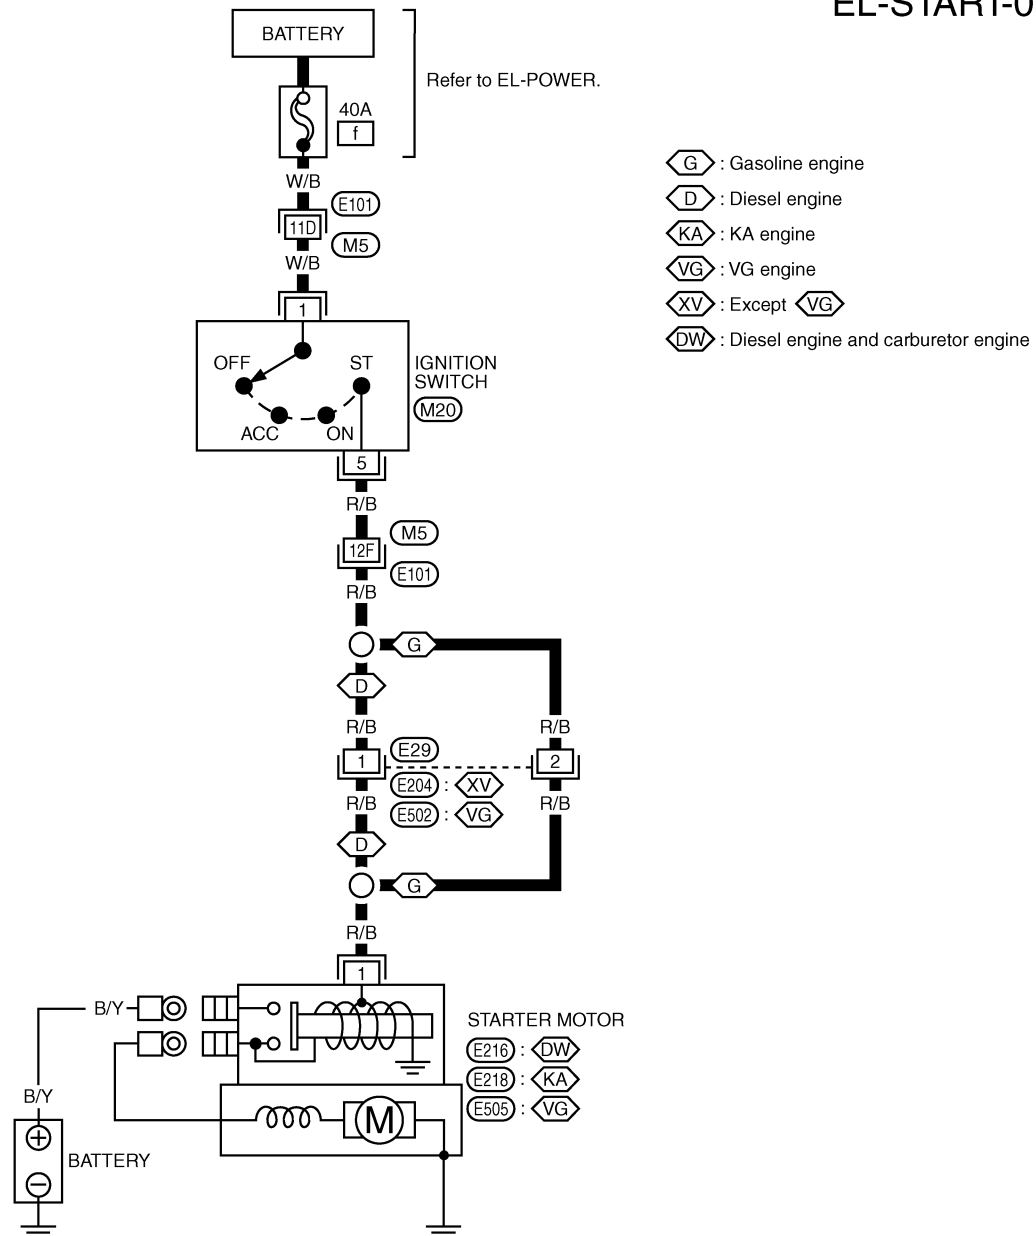 EL-START-0
BATTERY
Refer to EL-POWER.
40A
f
W/B
E101
11D
M5
W/B
1
G : Gasoline engine
D : Diesel engine
KA : KA engine
VG : VG engine
XV : Except VG
DW : Diesel engine and carburetor engine
OFF
ST
ACC
ON
IGNITION
SWITCH
M20
5
R/B
M5
12F
E101
R/B
G
D
R/B
R/B
1
E29
2
E204 : XV
R/B
R/B
E502 : VG
D
G
R/B
1
B/Y
STARTER MOTOR
E216 : DW
E218 : KA
E505 : VG
B/Y
M
+
BATTERY
−